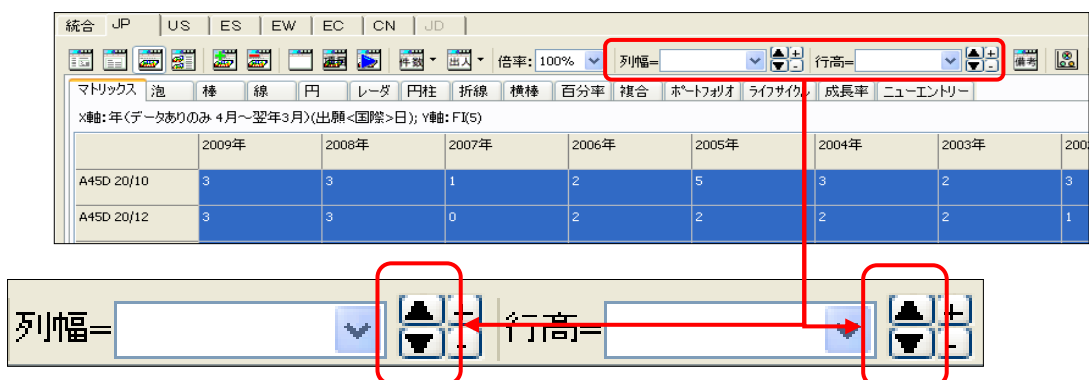 統合 JP US ES EW EC CN JD
件数 出人 倍率: 100% 列幅= 行高= + - + - 備考
マトリックス 泡 棒 線 円 レーダ 円柱 折線 横棒 百分率 複合 ポートフォリオ ライフサイクル 成長率 ニューエントリー
X軸:年(データありのみ 4月~翌年3月)(出願<国際>日); Y軸:FI(5)
2009年 2008年 2007年 2006年 2005年 2004年 2003年
A45D 20/10 3 3 1 2 5 3 2 3
A45D 20/12 3 3 0 2 2 2 2 1
列幅= + - 行高= + -